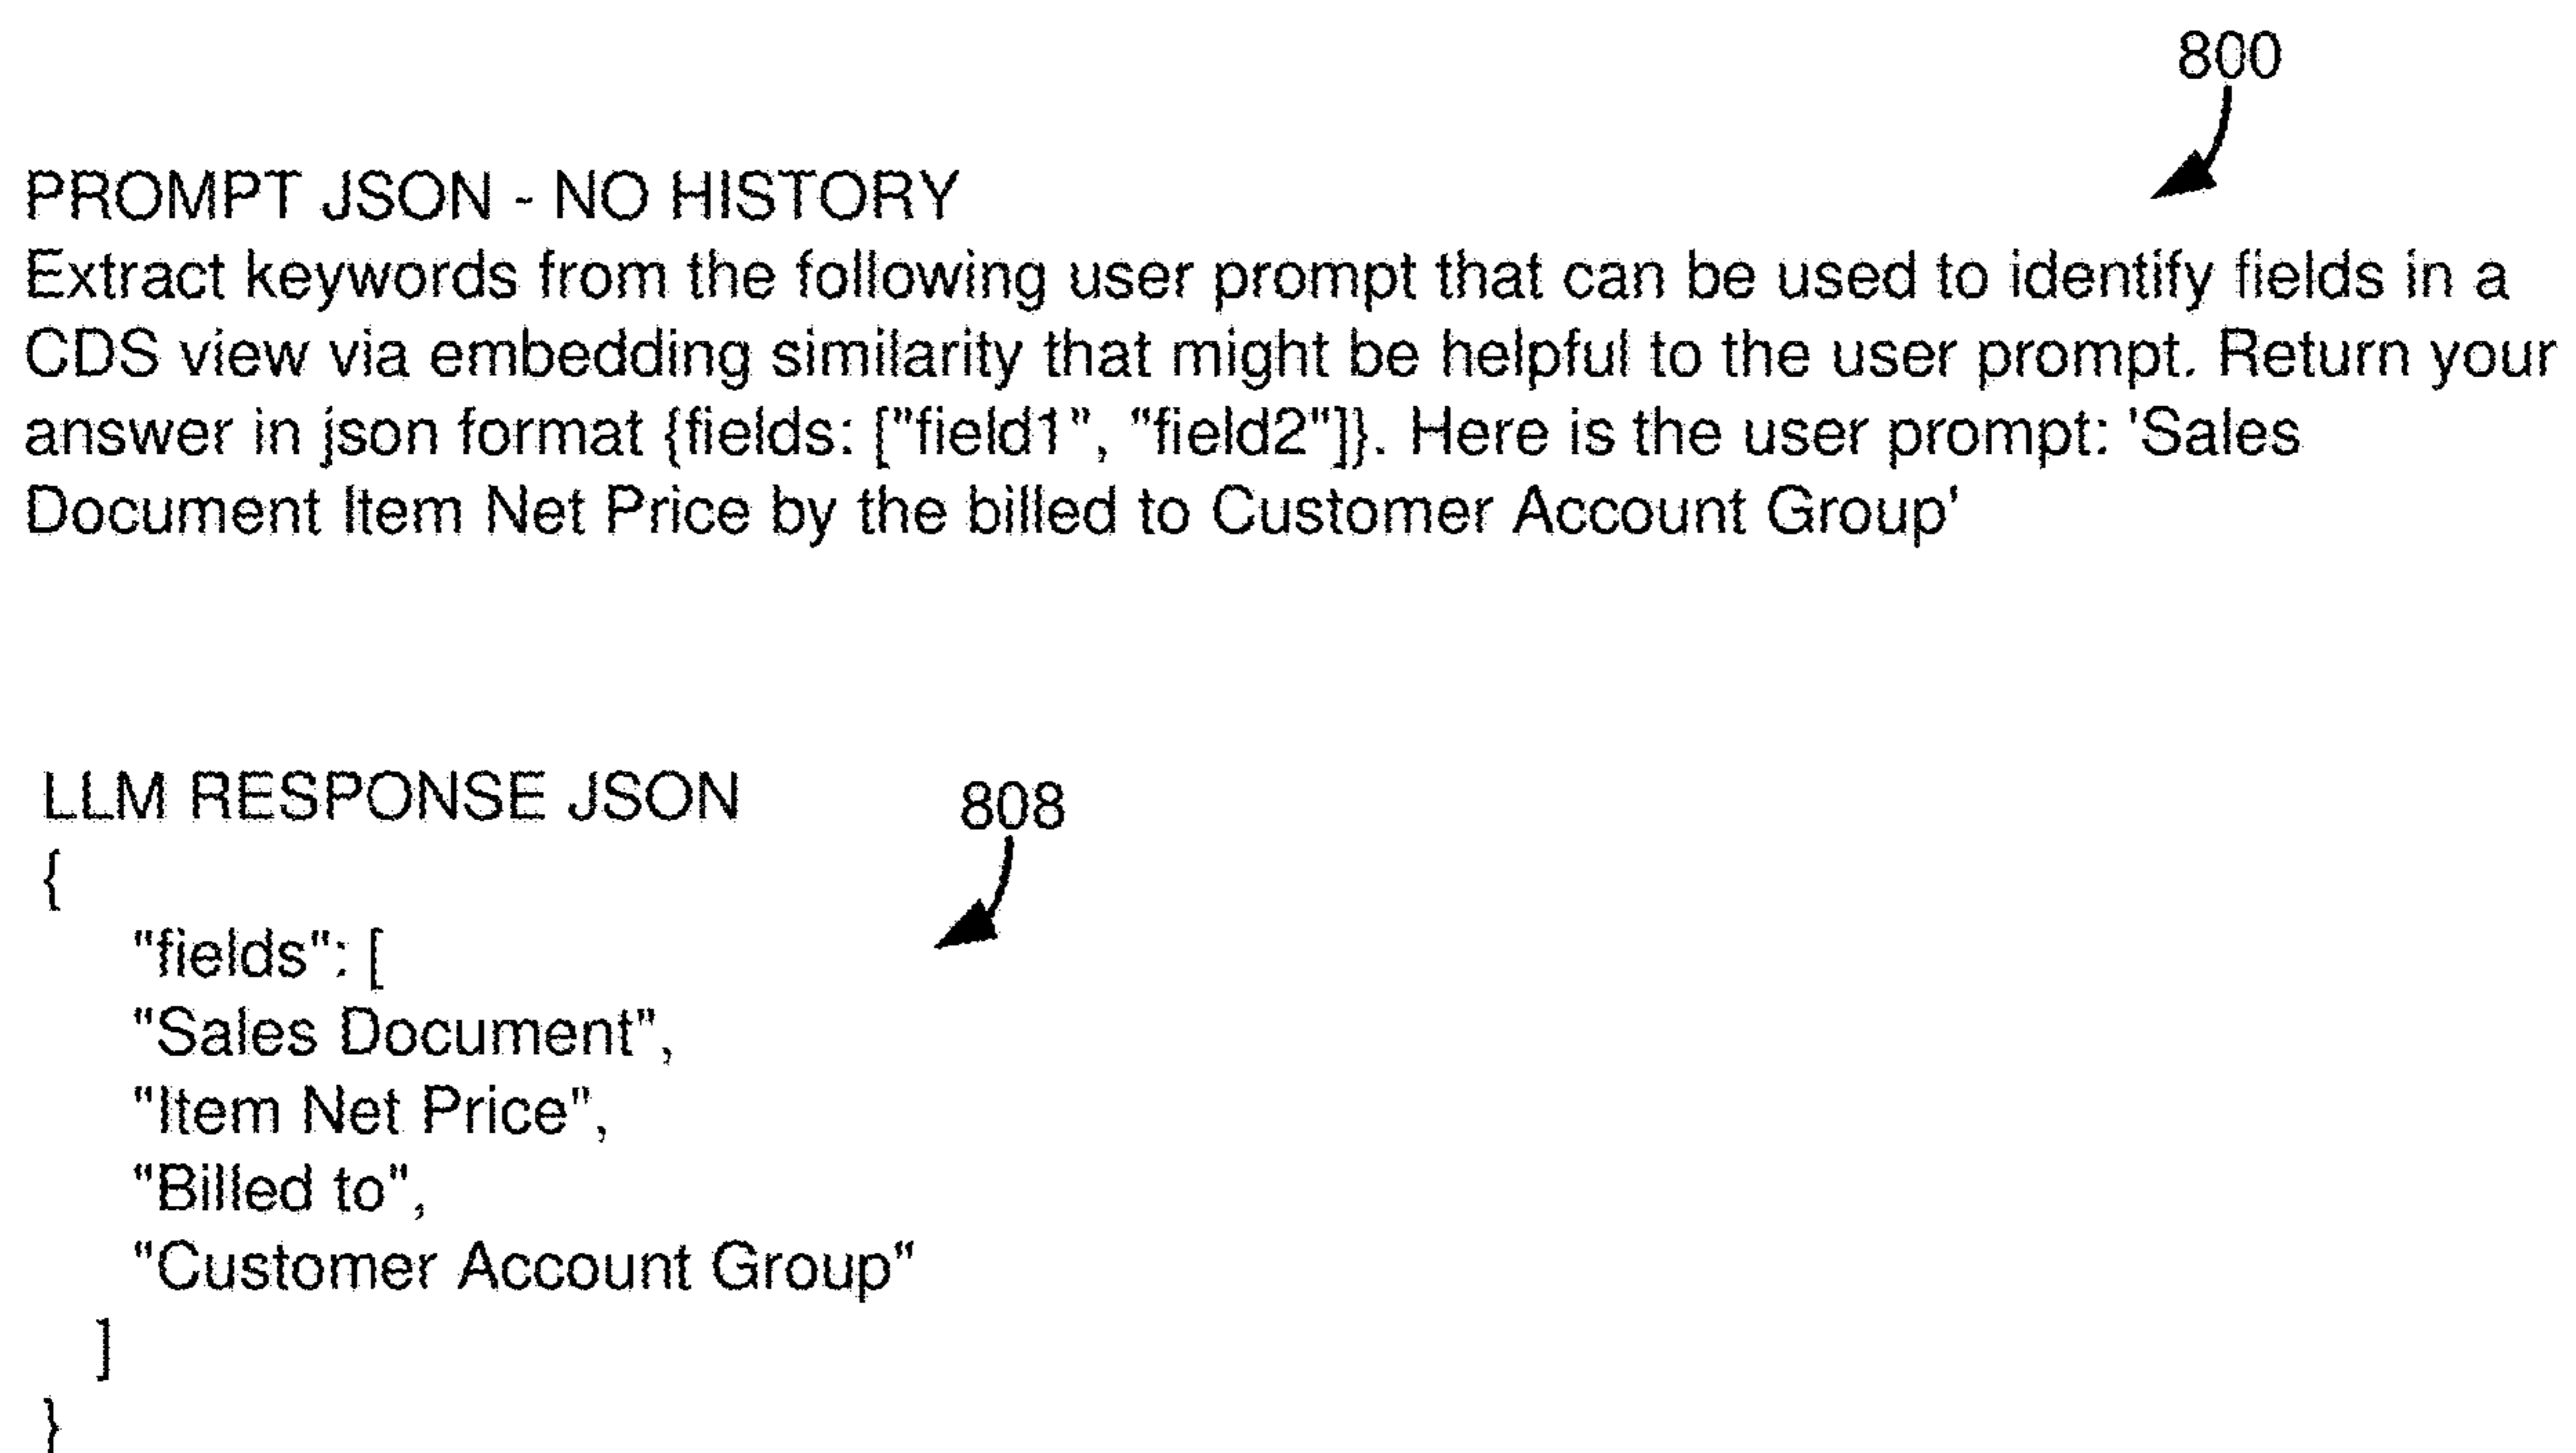 800
PROMPT JSON - NO HISTORY
Extract keywords from the following user prompt that can be used to identify fields in a
CDS view via embedding similarity that might be helpful to the user prompt. Return your
answer in json format {fields: ["field1", "field2"]}. Here is the user prompt: 'Sales
Document Item Net Price by the billed to Customer Account Group'
LLM RESPONSE JSON
808
{
"fields": [
"Sales Document",
"Item Net Price",
"Billed to",
"Customer Account Group"
]
}